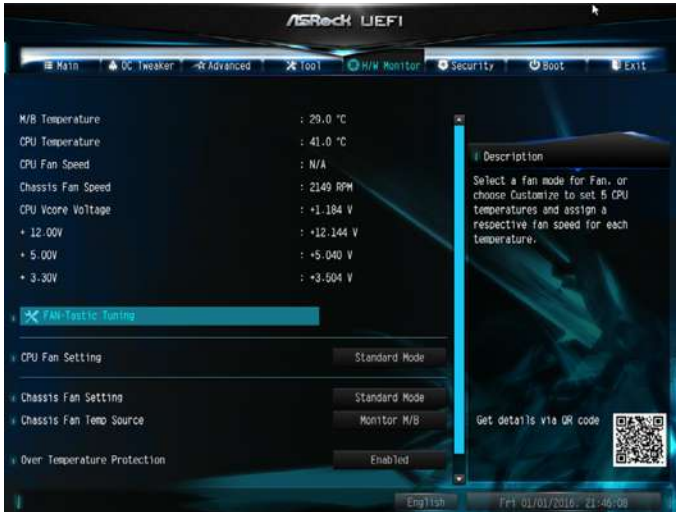 ASRock UEFI
Main OC Tweaker Advanced Tool H/W Monitor Security Boot Exit
M/B Temperature : 29.0 °C
CPU Temperature : 41.0 °C
CPU Fan Speed : N/A
Chassis Fan Speed : 2149 RPM
CPU Vcore Voltage : +1.184 V
+ 12.00V : +12.144 V
+ 5.00V : +5.040 V
+ 3.30V : +3.504 V
FAN-Tastic Tuning
CPU Fan Setting Standard Mode
Chassis Fan Setting Standard Mode
Chassis Fan Temp Source Monitor M/B
Over Temperature Protection Enabled
Description
Select a fan mode for Fan, or
choose Customize to set 5 CPU
temperatures and assign a
respective fan speed for each
temperature.
Get details via QR code
English Fri 01/01/2016, 21:46:08